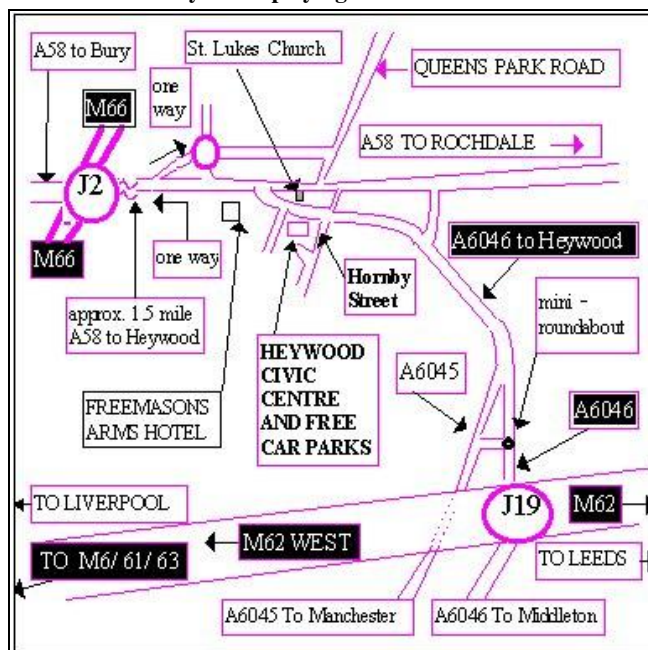 A58 to Bury
St. Lukes Church
QUEENS PARK ROAD
one
way
M66
A58 TO ROCHDALE
J2
A6046 to Heywood
M66
one way
Hornby
Street
mini -
roundabout
approx. 1.5 mile
A58 to Heywood
HEYWOOD
CIVIC
CENTRE
AND FREE
CAR PARKS
A6045
FREEMASONS
ARMS HOTEL
A6046
TO LIVERPOOL
J19
M62
M62 WEST
TO M6/ 61/ 63
TO LEEDS
A6045 To Manchester
A6046 To Middleton